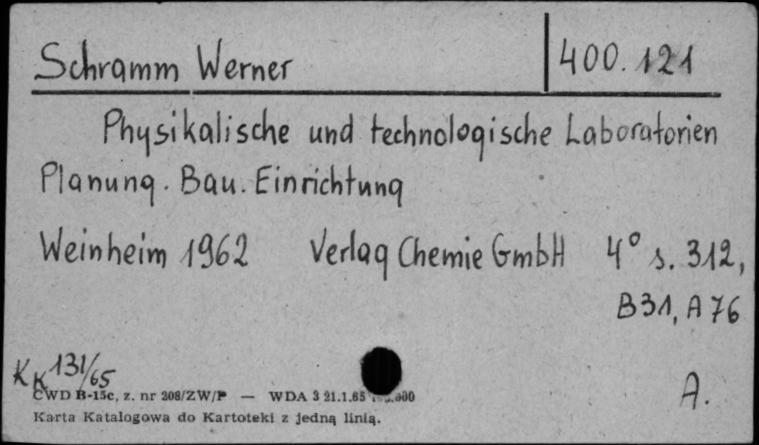 Schramm Werner 400.121
Physikalische und technologische Laboratorien
Planung. Bau. Einrichtung
Weinheim 1962 Verlag Chemie GmbH 4° s. 312,
B31, A76
KK 131/65
CWD B-15c, z. nr 208/ZW/P — WDA 3 21.1.65
A.
Karta Katalogowa do Kartoteki z jedną linią.